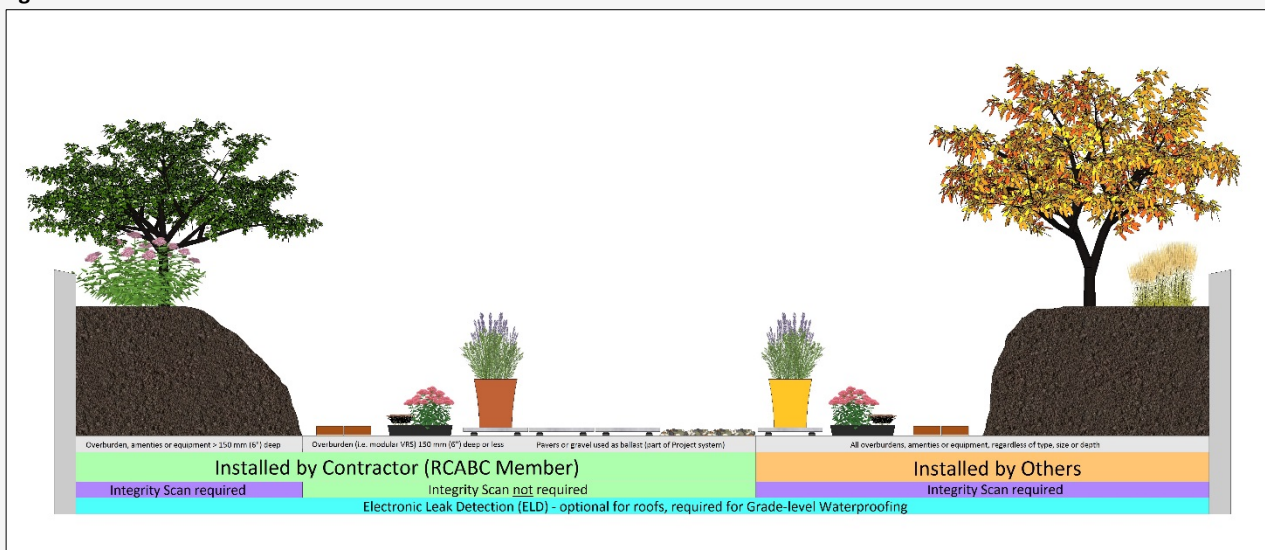 Overburden, amenities or equipment > 150 mm (6") deep
Overburden (i.e. modular VRS) 150 mm (6") deep or less
Pavers or gravel used as ballast (part of Project system)
All overburdens, amenities or equipment, regardless of type, size or depth
Installed by Contractor (RCABC Member)
Installed by Others
Integrity Scan required
Integrity Scan not required
Integrity Scan required
Electronic Leak Detection (ELD) - optional for roofs, required for Grade-level Waterproofing